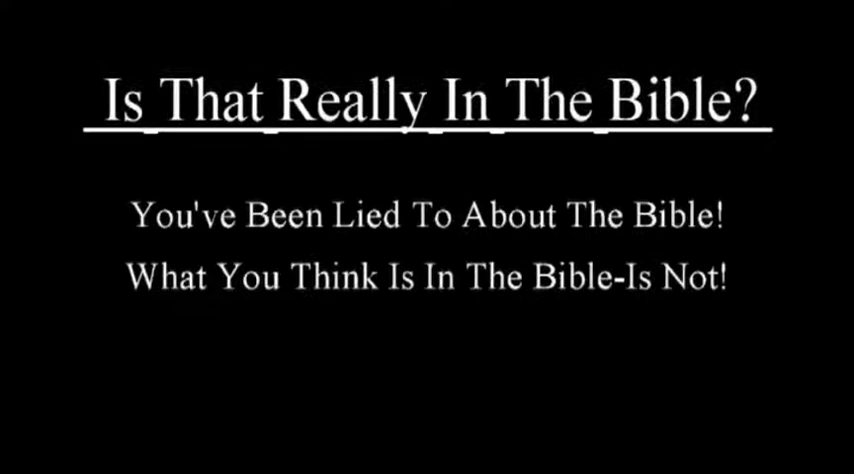 Is That Really In The Bible?
You've Been Lied To About The Bible!
What You Think Is In The Bible-Is Not!